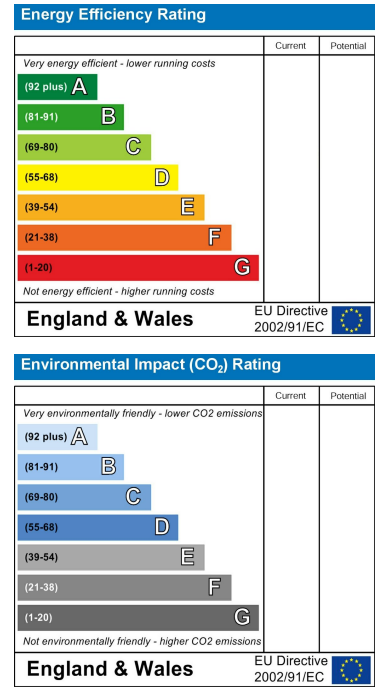 Energy Efficiency Rating
Current Potential
Very energy efficient - lower running costs
(92 plus) A
(81-91) B
(69-80) C
(55-68) D
(39-54) E
(21-38) F
(1-20) G
Not energy efficient - higher running costs
England & Wales
EU Directive
2002/91/EC
Environmental Impact (CO₂) Rating
Current Potential
Very environmentally friendly - lower CO2 emissions
(92 plus) A
(81-91) B
(69-80) C
(55-68) D
(39-54) E
(21-38) F
(1-20) G
Not environmentally friendly - higher CO2 emissions
England & Wales
EU Directive
2002/91/EC